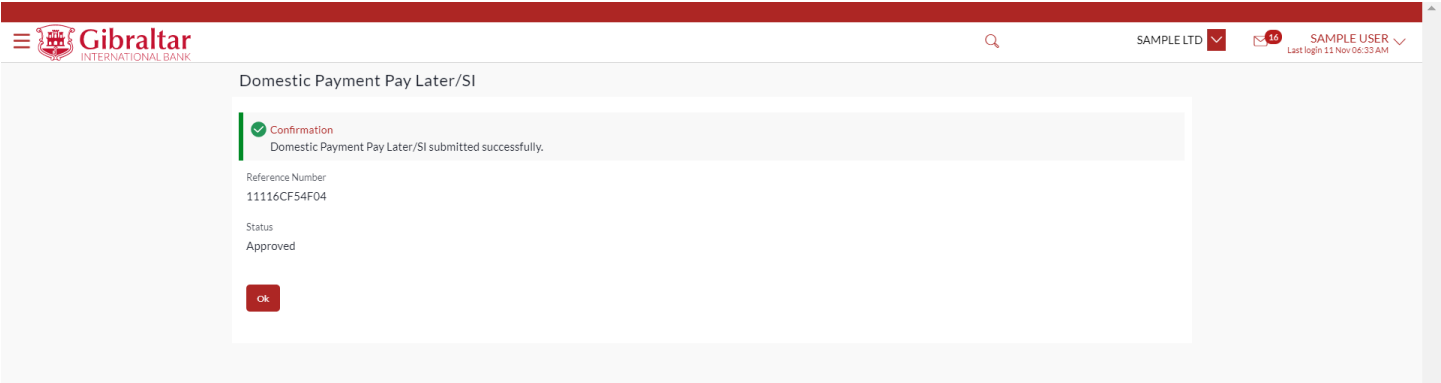 Gibraltar
INTERNATIONAL BANK
SAMPLE LTD
16
SAMPLE USER
Last login 11 Nov 06:33 AM
Domestic Payment Pay Later/SI
Confirmation
Domestic Payment Pay Later/SI submitted successfully.
Reference Number
11116CF54F04
Status
Approved
Ok